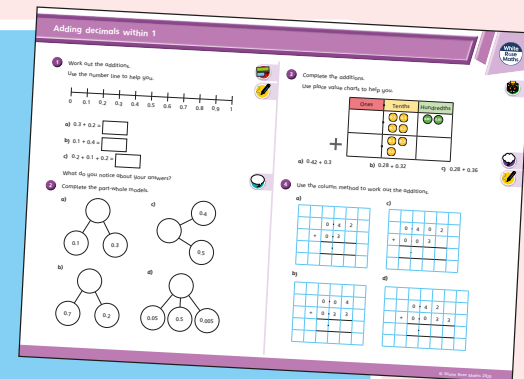 Adding decimals within 1
White
Rose
Maths
1 Work out the additions.
Use the number line to help you.
0 0.1 0.2 0.3 0.4 0.5 0.6 0.7 0.8 0.9 1
a) 0.3 + 0.2 =
b) 0.1 + 0.4 =
c) 0.2 + 0.1 + 0.2 =
What do you notice about your answers?
2 Complete the part-whole models.
a)
0.1 0.3
c)
0.4
0.5
b)
0.7 0.2
d)
0.05 0.5 0.005
3 Complete the additions.
Use place value charts to help you.
Ones Tenths Hundredths
+
a) 0.42 + 0.3 b) 0.28 + 0.32 c) 0.28 + 0.36
4 Use the column method to work out the additions.
a)
0 . 4 2
+ 0 . 3
c)
0 . 4 0 2
+ 0 0 3
b)
0 . 0 4
+ 0 . 3 3
d)
0 . 4 2
+ 0 . 0 3 3
© White Rose Maths